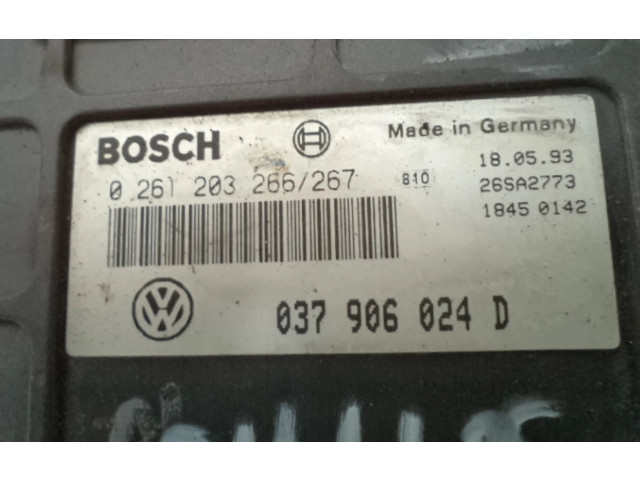 BOSCH
Made in Germany
0 261 203 266/267
810
18.05.93
26SA2773
1845 0142
VW
037 906 024 D